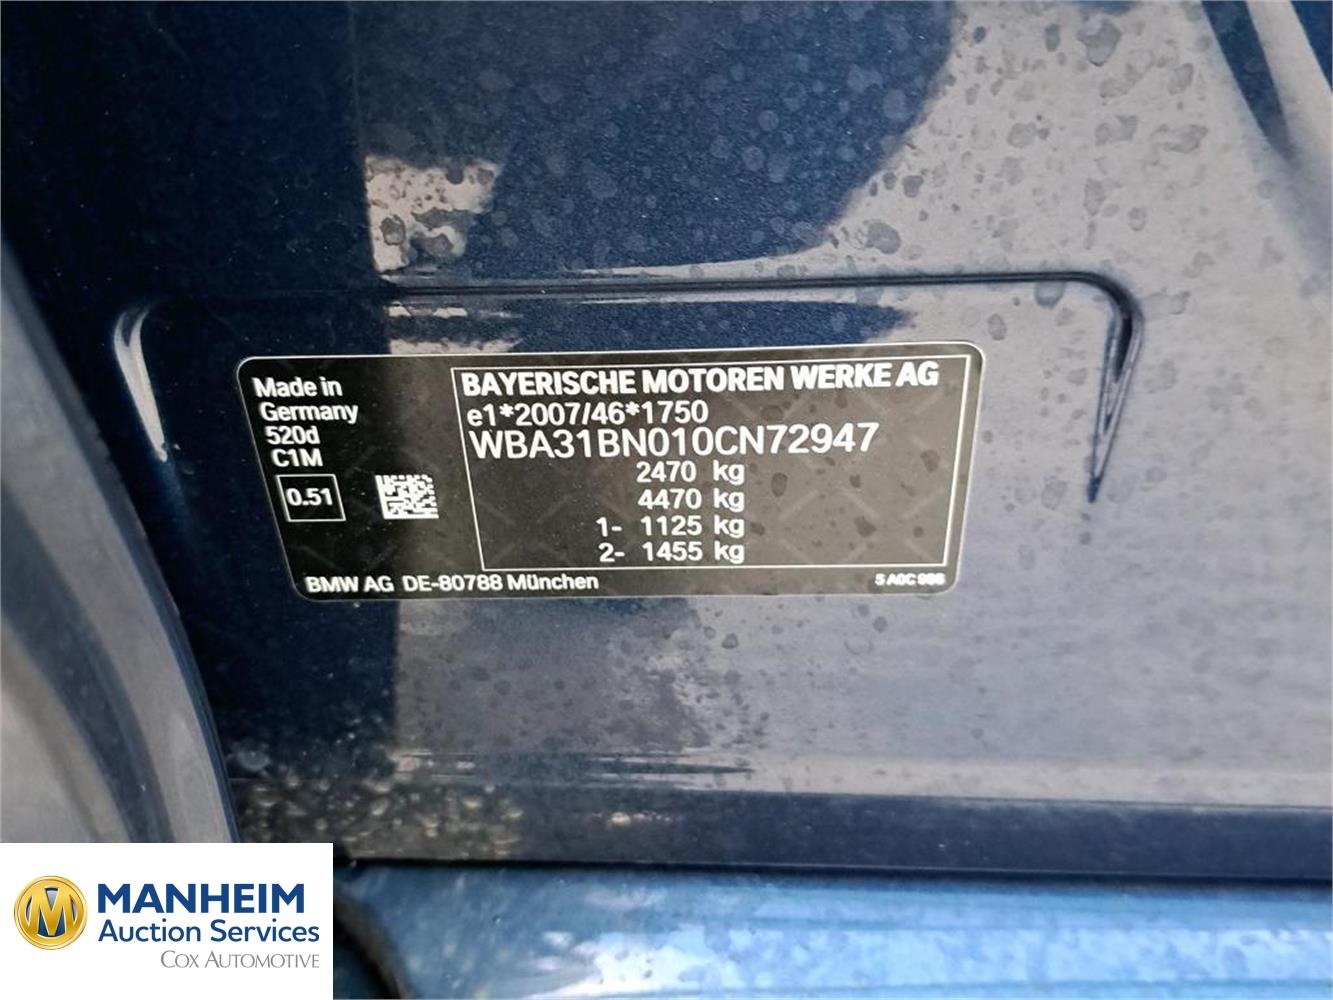 Made in
Germany
520d
C1M
0.51
BAYERISCHE MOTOREN WERKE AG
e1*2007/46*1750
WBA31BN010CN72947
2470 kg
4470 kg
1- 1125 kg
2- 1455 kg
BMW AG DE-80788 München
5 A0C 986
MANHEIM
Auction Services
COX AUTOMOTIVE